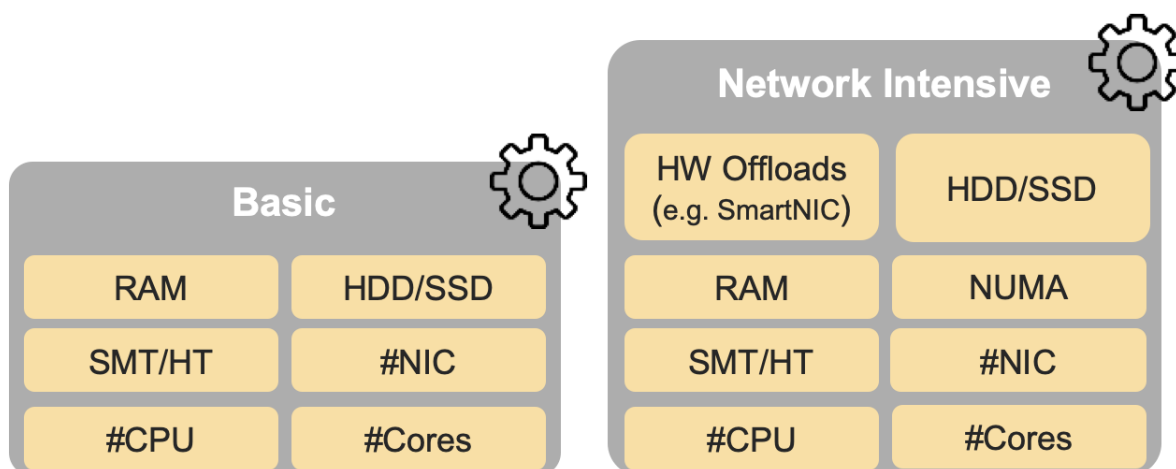 Basic
RAM
HDD/SSD
SMT/HT
#NIC
#CPU
#Cores
Network Intensive
HW Offloads
(e.g. SmartNIC)
HDD/SSD
RAM
NUMA
SMT/HT
#NIC
#CPU
#Cores